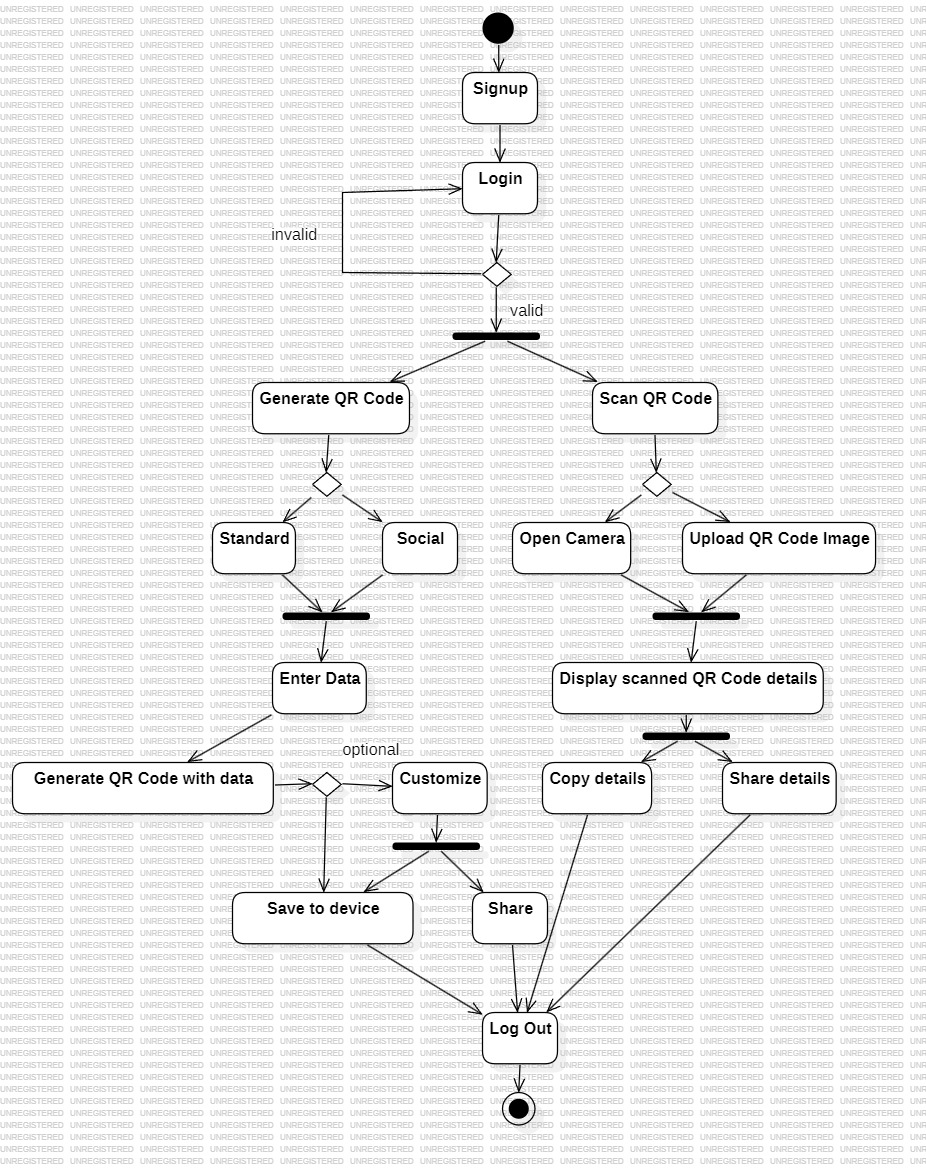 Signup
Login
invalid
valid
Generate QR Code
Scan QR Code
Standard
Social
Open Camera
Upload QR Code Image
Enter Data
Display scanned QR Code details
optional
Generate QR Code with data
Customize
Copy details
Share details
Save to device
Share
Log Out
UNREGISTERED